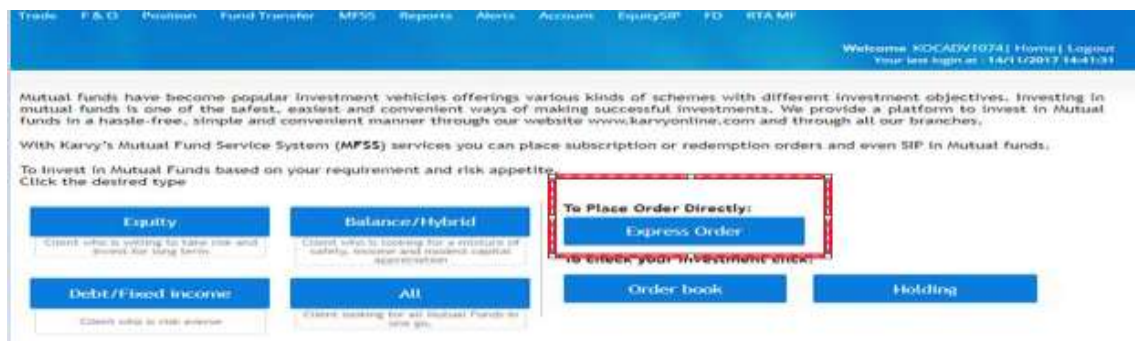 Trade F & O Position Fund Transfer MFSS Reports Alerts Account EquitySIP FD RTA MF
Welcome KOCADV1074| Home| Logout
Your last login at : 14/11/2017 14:41:31
Mutual funds have become popular investment vehicles offerings various kinds of schemes with different investment objectives. Investing in
mutual funds is one of the safest, easiest and convenient ways of making successful investments. We provide a platform to invest in Mutual
funds in a hassle-free, simple and convenient manner through our website www.karvyonline.com and through all our branches.
With Karvy's Mutual Fund Service System (MFSS) services you can place subscription or redemption orders and even SIP in Mutual funds.
To Invest in Mutual Funds based on your requirement and risk appetite.
Click the desired type
Equity
Client who is willing to take risk and
invest for long term.
Balance/Hybrid
Client who is looking for a mixture of
safety, income and modest capital
appreciation
Debt/Fixed income
Client who is risk averse
All
Client looking for all Mutual Funds in
one go.
To Place Order Directly:
Express Order
To check your investment click:
Order book
Holding